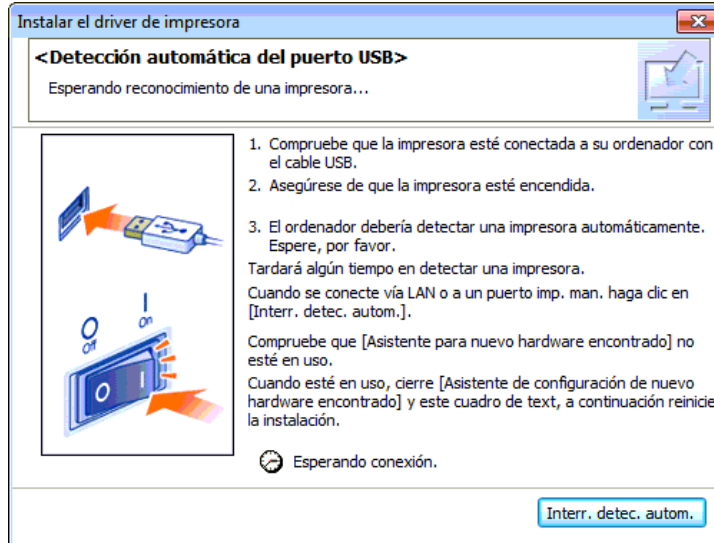 Instalar el driver de impresora
<Detección automática del puerto USB>
Esperando reconocimiento de una impresora...
1. Compruebe que la impresora esté conectada a su ordenador con
el cable USB.
2. Asegúrese de que la impresora esté encendida.
3. El ordenador debería detectar una impresora automáticamente.
Espere, por favor.
Tardará algún tiempo en detectar una impresora.
Cuando se conecte vía LAN o a un puerto imp. man. haga clic en
[Interr. detec. autom.].
Compruebe que [Asistente para nuevo hardware encontrado] no
esté en uso.
Cuando esté en uso, cierre [Asistente de configuración de nuevo
hardware encontrado] y este cuadro de text, a continuación reinicie
la instalación.
Off
On
Esperando conexión.
Interr. detec. autom.